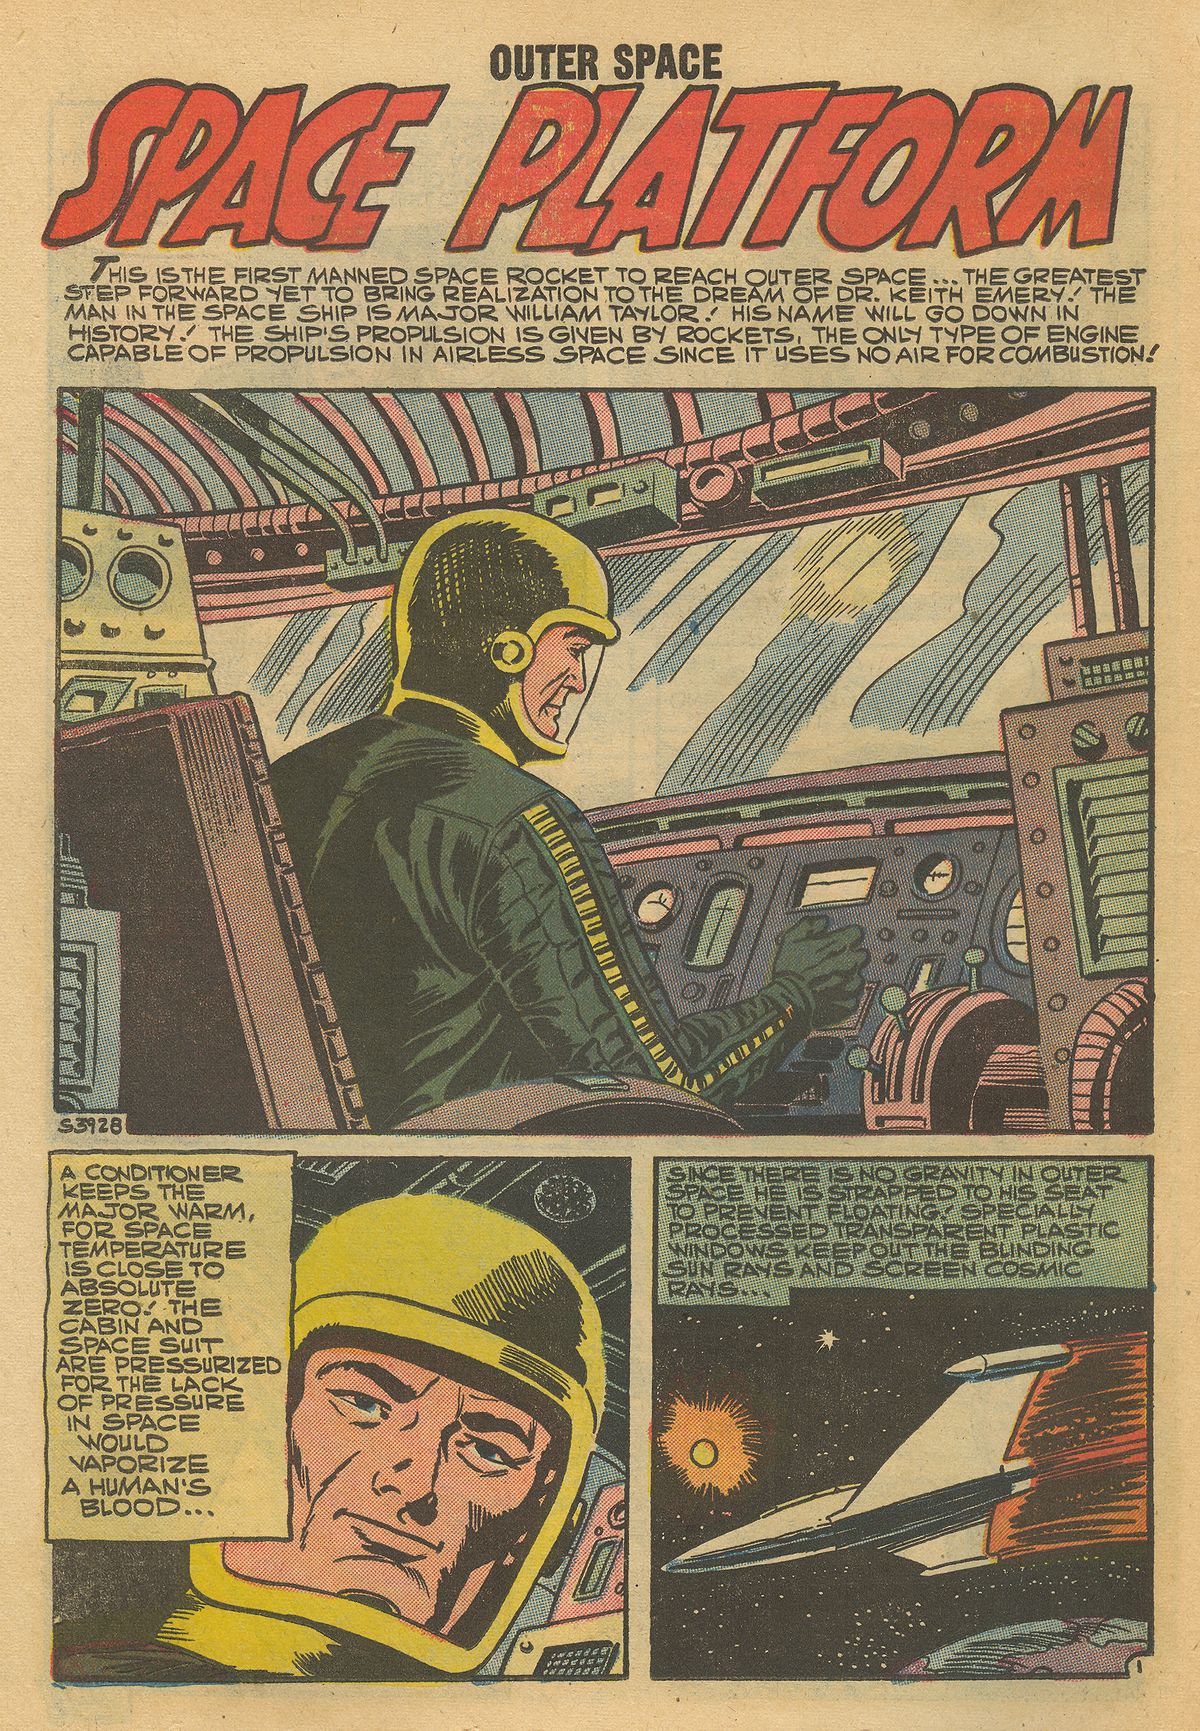 OUTER SPACE
SPACE PLATFORM
THIS IS THE FIRST MANNED SPACE ROCKET TO REACH OUTER SPACE... THE GREATEST
STEP FORWARD YET TO BRING REALIZATION TO THE DREAM OF DR. KEITH EMERY! THE
MAN IN THE SPACE SHIP IS MAJOR WILLIAM TAYLOR! HIS NAME WILL GO DOWN IN
HISTORY! THE SHIP'S PROPULSION IS GIVEN BY ROCKETS, THE ONLY TYPE OF ENGINE
CAPABLE OF PROPULSION IN AIRLESS SPACE SINCE IT USES NO AIR FOR COMBUSTION!
S3928
A CONDITIONER
KEEPS THE
MAJOR WARM,
FOR SPACE
TEMPERATURE
IS CLOSE TO
ABSOLUTE
ZERO! THE
CABIN AND
SPACE SUIT
ARE PRESSURIZED
FOR THE LACK
OF PRESSURE
IN SPACE
WOULD
VAPORIZE
A HUMAN'S
BLOOD...
SINCE THERE IS NO GRAVITY IN OUTER
SPACE HE IS STRAPPED TO HIS SEAT
TO PREVENT FLOATING! SPECIALLY
PROCESSED TRANSPARENT PLASTIC
WINDOWS KEEP OUT THE BLINDING
SUN RAYS AND SCREEN COSMIC
RAYS...
1